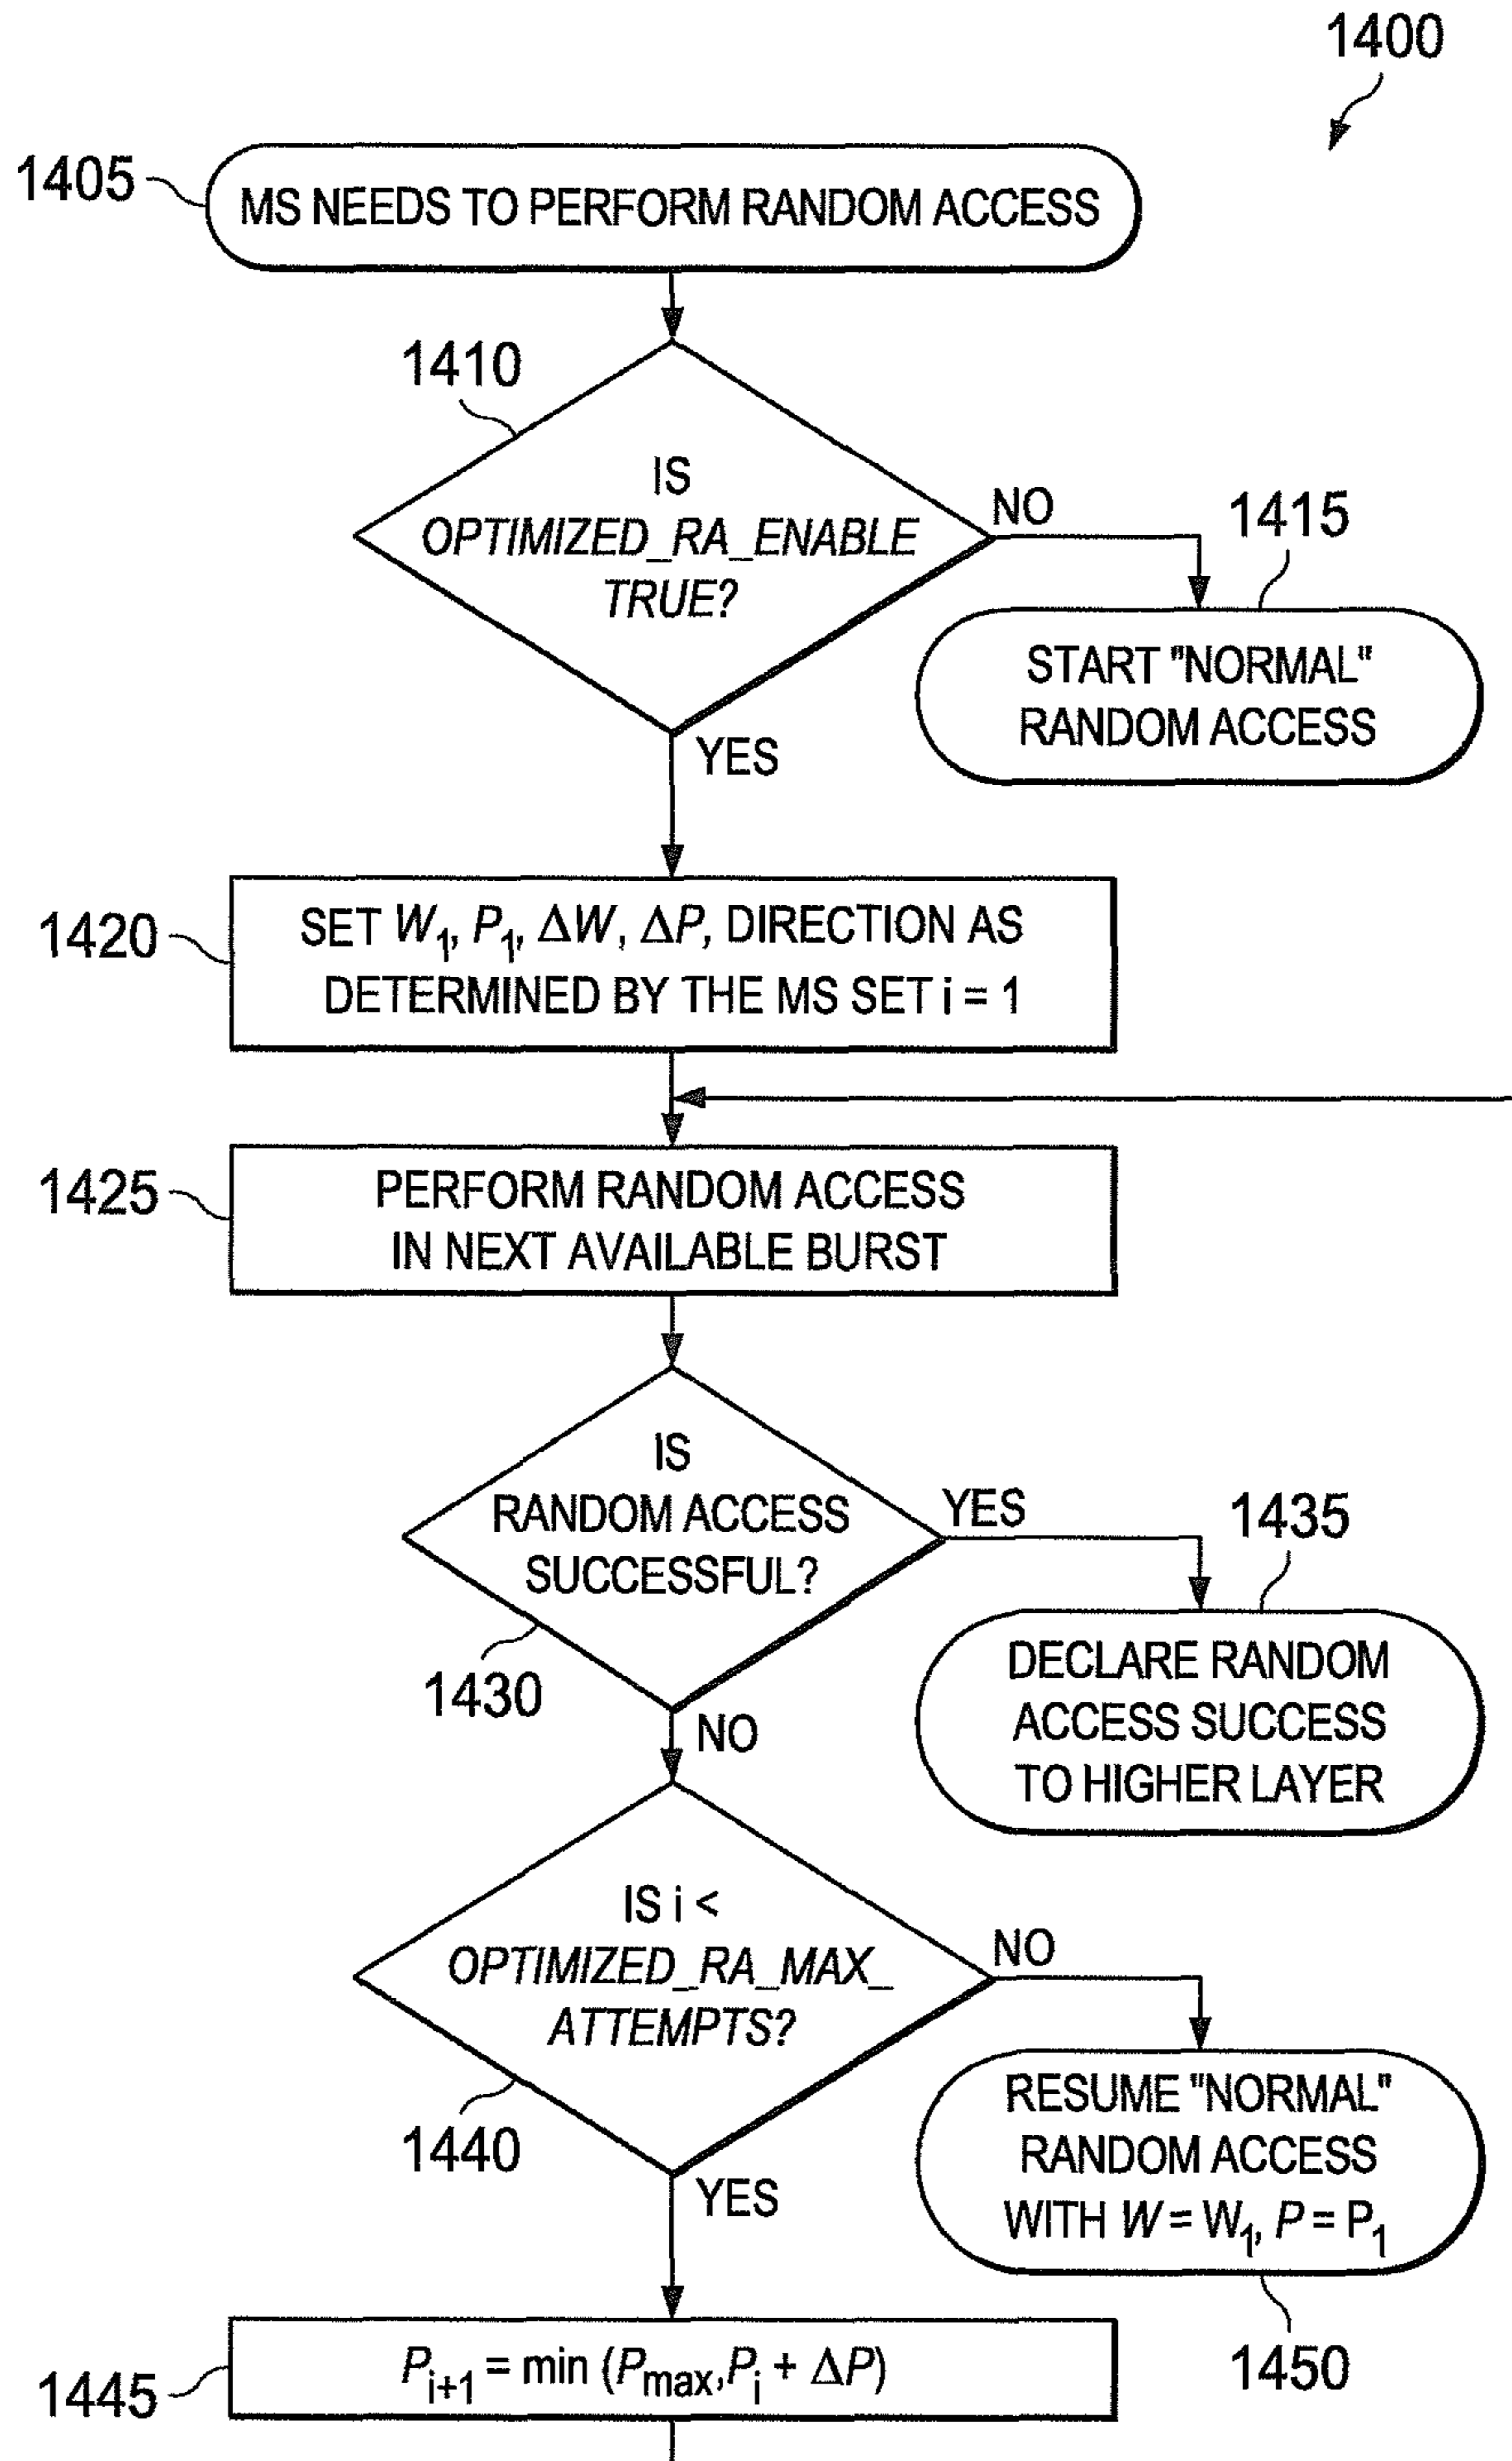 1400
1405
MS NEEDS TO PERFORM RANDOM ACCESS
1410
IS
OPTIMIZED_RA_ENABLE
TRUE?
NO
1415
START "NORMAL"
RANDOM ACCESS
YES
1420
SET W₁, P₁, ΔW, ΔP, DIRECTION AS
DETERMINED BY THE MS SET i = 1
1425
PERFORM RANDOM ACCESS
IN NEXT AVAILABLE BURST
IS
RANDOM ACCESS
SUCCESSFUL?
YES
1435
1430
DECLARE RANDOM
ACCESS SUCCESS
TO HIGHER LAYER
NO
IS i <
OPTIMIZED_RA_MAX_
ATTEMPTS?
NO
1440
RESUME "NORMAL"
RANDOM ACCESS
WITH W = W₁, P = P₁
YES
1450
1445
Pᵢ₊₁ = min (Pmax, Pᵢ + ΔP)